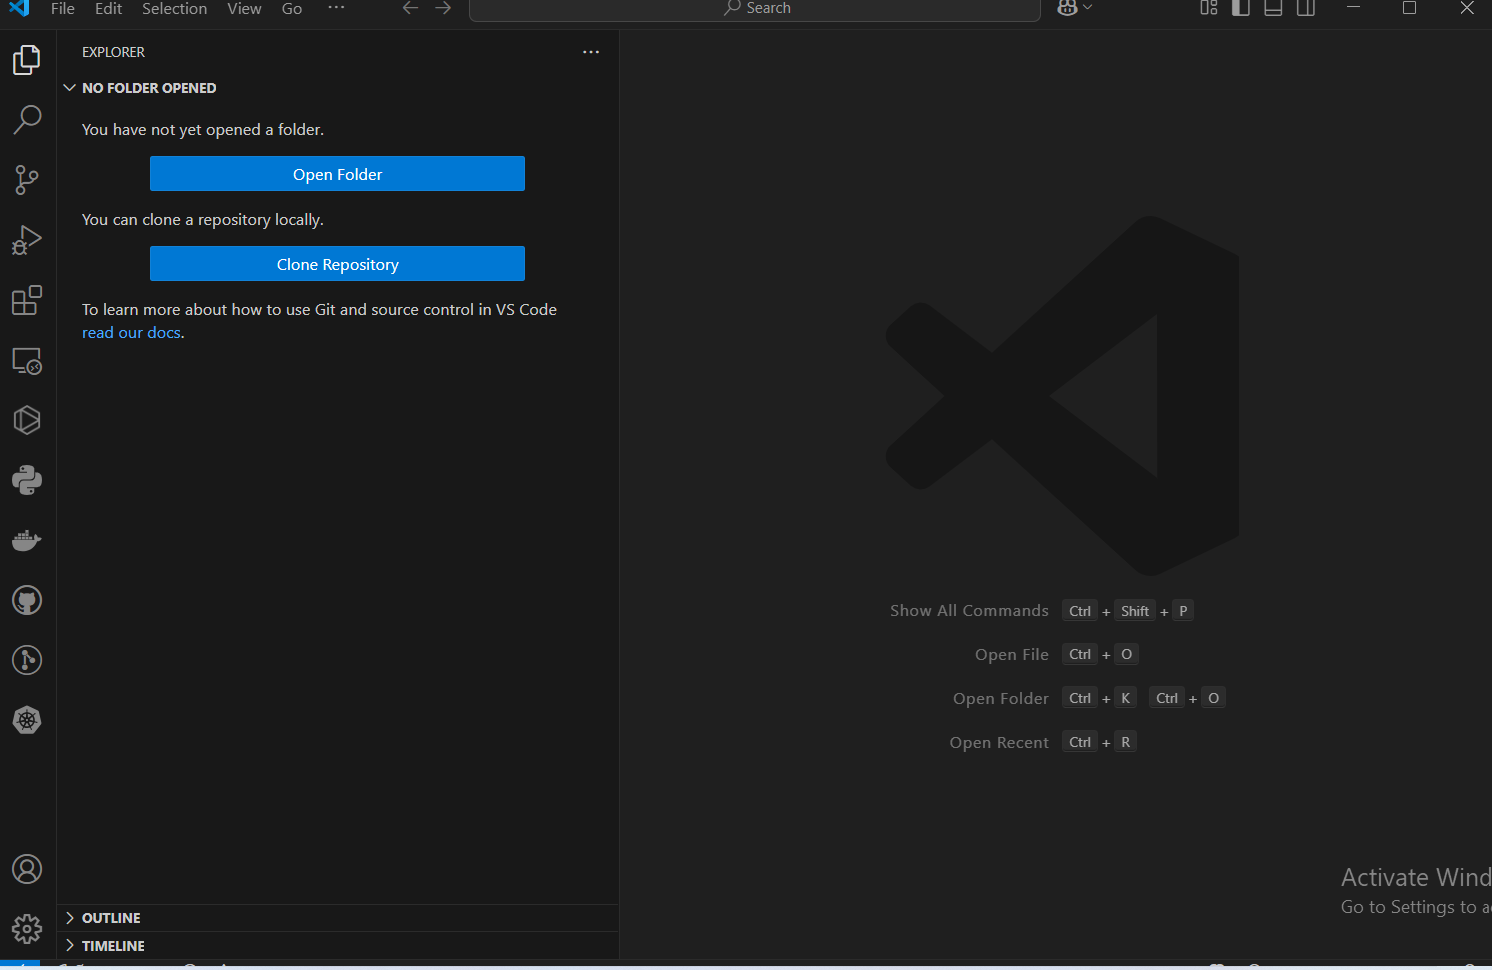 File Edit Selection View Go ···
Search
EXPLORER
NO FOLDER OPENED
You have not yet opened a folder.
Open Folder
You can clone a repository locally.
Clone Repository
To learn more about how to use Git and source control in VS Code
read our docs.
Show All Commands Ctrl + Shift + P
Open File Ctrl + O
Open Folder Ctrl + K Ctrl + O
Open Recent Ctrl + R
Activate Wind
Go to Settings to a
OUTLINE
TIMELINE